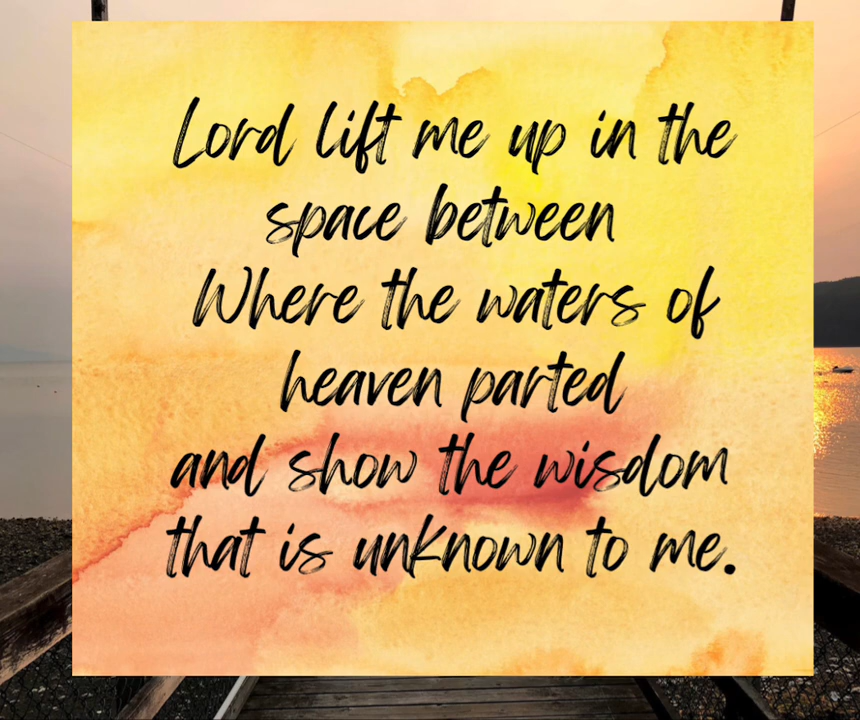 Lord lift me up in the
space between
Where the waters of
heaven parted
and show the wisdom
that is unknown to me.